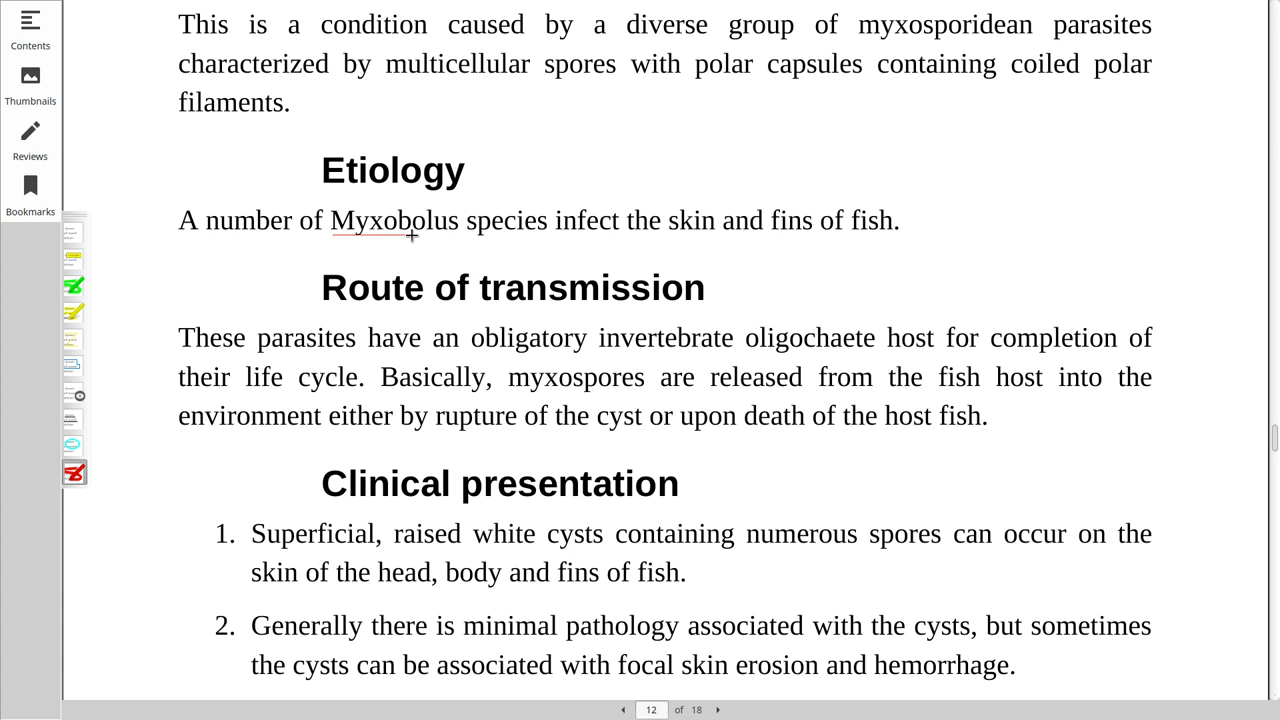 Contents
Thumbnails
Reviews
Bookmarks
This is a condition caused by a diverse group of myxosporidean parasites
characterized by multicellular spores with polar capsules containing coiled polar
filaments.
Etiology
A number of Myxobolus species infect the skin and fins of fish.
Route of transmission
These parasites have an obligatory invertebrate oligochaete host for completion of
their life cycle. Basically, myxospores are released from the fish host into the
environment either by rupture of the cyst or upon death of the host fish.
Clinical presentation
1. Superficial, raised white cysts containing numerous spores can occur on the
skin of the head, body and fins of fish.
2. Generally there is minimal pathology associated with the cysts, but sometimes
the cysts can be associated with focal skin erosion and hemorrhage.
12 of 18